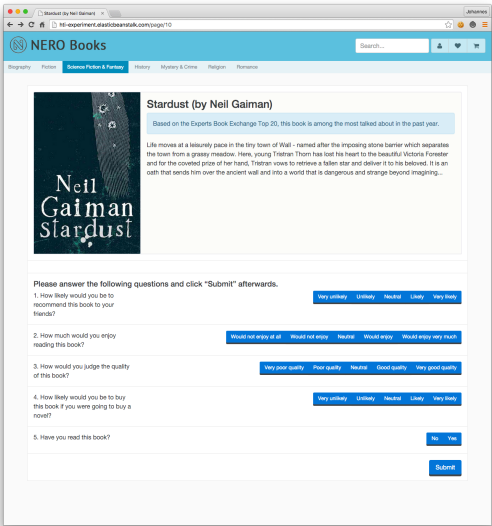 Stardust (by Neil Gaiman)
Johannes
hti-experiment.elasticbeanstalk.com/page/10
NERO Books
Search...
Biography Fiction Science Fiction & Fantasy History Mystery & Crime Religion Romance
Neil
Gaiman
Stardust
Stardust (by Neil Gaiman)
Based on the Experts Book Exchange Top 20, this book is among the most talked about in the past year.
Life moves at a leisurely pace in the tiny town of Wall - named after the imposing stone barrier which separates
the town from a grassy meadow. Here, young Tristran Thorn has lost his heart to the beautiful Victoria Forester
and for the coveted prize of her hand, Tristran vows to retrieve a fallen star and deliver it to his beloved. It is an
oath that sends him over the ancient wall and into a world that is dangerous and strange beyond imagining...
Please answer the following questions and click “Submit” afterwards.
1. How likely would you be to
recommend this book to your
friends?
Very unlikely Unlikely Neutral Likely Very likely
2. How much would you enjoy
reading this book?
Would not enjoy at all Would not enjoy Neutral Would enjoy Would enjoy very much
3. How would you judge the quality
of this book?
Very poor quality Poor quality Neutral Good quality Very good quality
4. How likely would you be to buy
this book if you were going to buy a
novel?
Very unlikely Unlikely Neutral Likely Very likely
5. Have you read this book?
No Yes
Submit